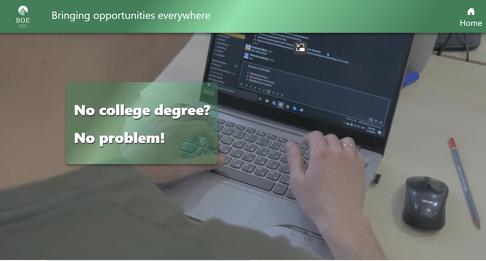 BOE
Bringing opportunities everywhere
Home
No college degree?
No problem!